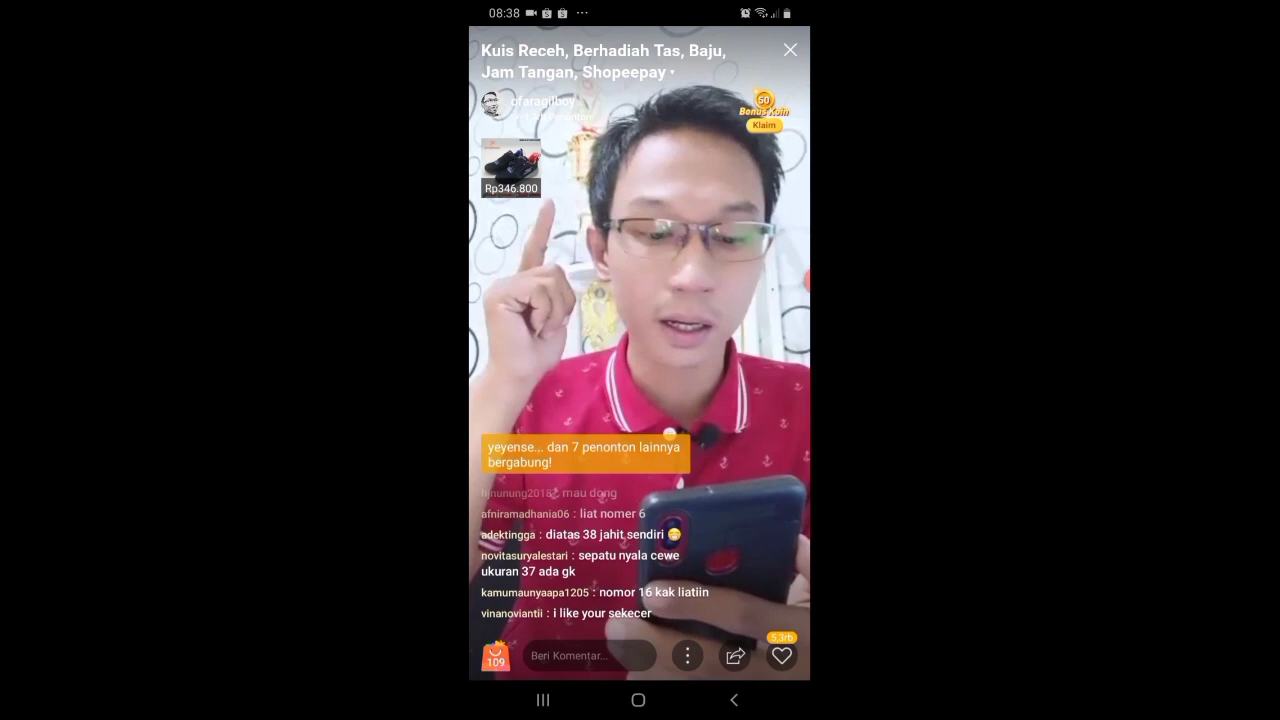 08:38
Kuis Receh, Berhadiah Tas, Baju,
Jam Tangan, Shopeepay
ofaragilboy
50
Bonus Koin
Klaim
Rp346.800
yeyense... dan 7 penonton lainnya
bergabung!
mau dong
afniramadhania06 : liat nomer 6
adektingga : diatas 38 jahit sendiri 😁
novitasuryalestari : sepatu nyala cewe
ukuran 37 ada gk
kamumaunyaapa1205 : nomor 16 kak liatiin
vinanoviantii : i like your sekecer
5,3rb
109
Beri Komentar...